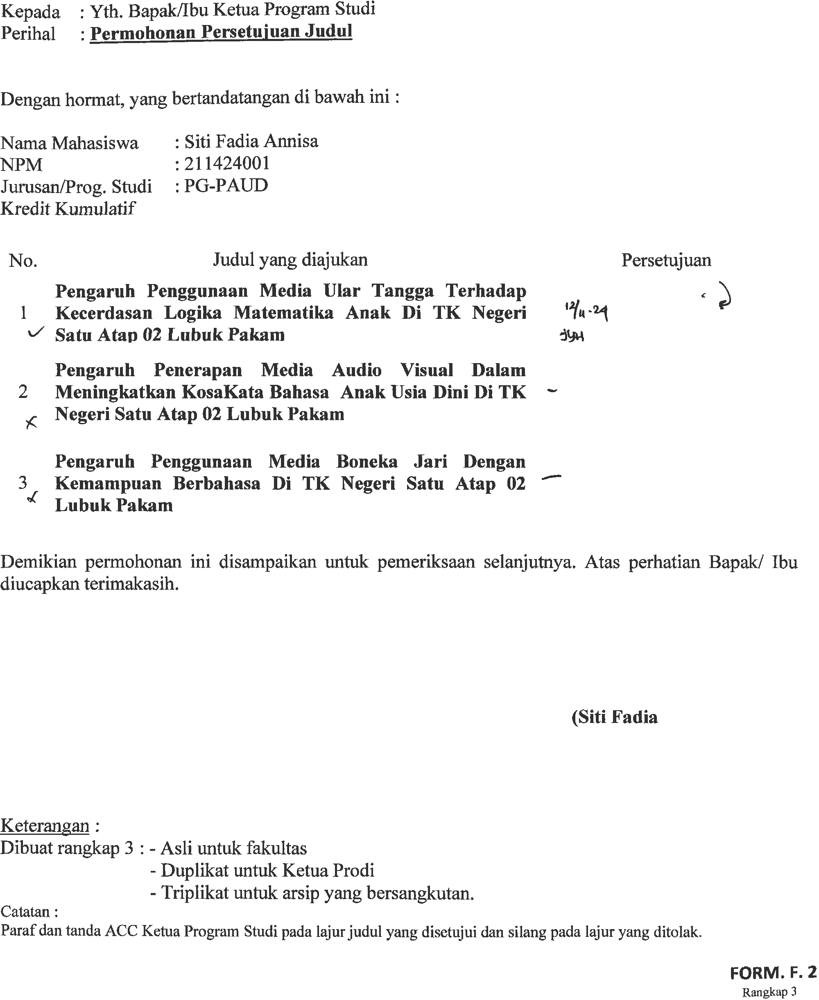 Kepada : Yth. Bapak/Ibu Ketua Program Studi
Perihal : Permohonan Persetujuan Judul
Dengan hormat, yang bertandatangan di bawah ini :
Nama Mahasiswa : Siti Fadia Annisa
NPM : 211424001
Jurusan/Prog. Studi : PG-PAUD
Kredit Kumulatif
No. Judul yang diajukan Persetujuan
Pengaruh Penggunaan Media Ular Tangga Terhadap
1 Kecerdasan Logika Matematika Anak Di TK Negeri
Satu Atap 02 Lubuk Pakam
Pengaruh Penerapan Media Audio Visual Dalam
2 Meningkatkan KosaKata Bahasa Anak Usia Dini Di TK -
Negeri Satu Atap 02 Lubuk Pakam
Pengaruh Penggunaan Media Boneka Jari Dengan
3 Kemampuan Berbahasa Di TK Negeri Satu Atap 02 -
Lubuk Pakam
Demikian permohonan ini disampaikan untuk pemeriksaan selanjutnya. Atas perhatian Bapak/ Ibu
diucapkan terimakasih.
(Siti Fadia
Keterangan :
Dibuat rangkap 3 : - Asli untuk fakultas
- Duplikat untuk Ketua Prodi
- Triplikat untuk arsip yang bersangkutan.
Catatan :
Paraf dan tanda ACC Ketua Program Studi pada lajur judul yang disetujui dan silang pada lajur yang ditolak.
FORM. F. 2
Rangkap 3